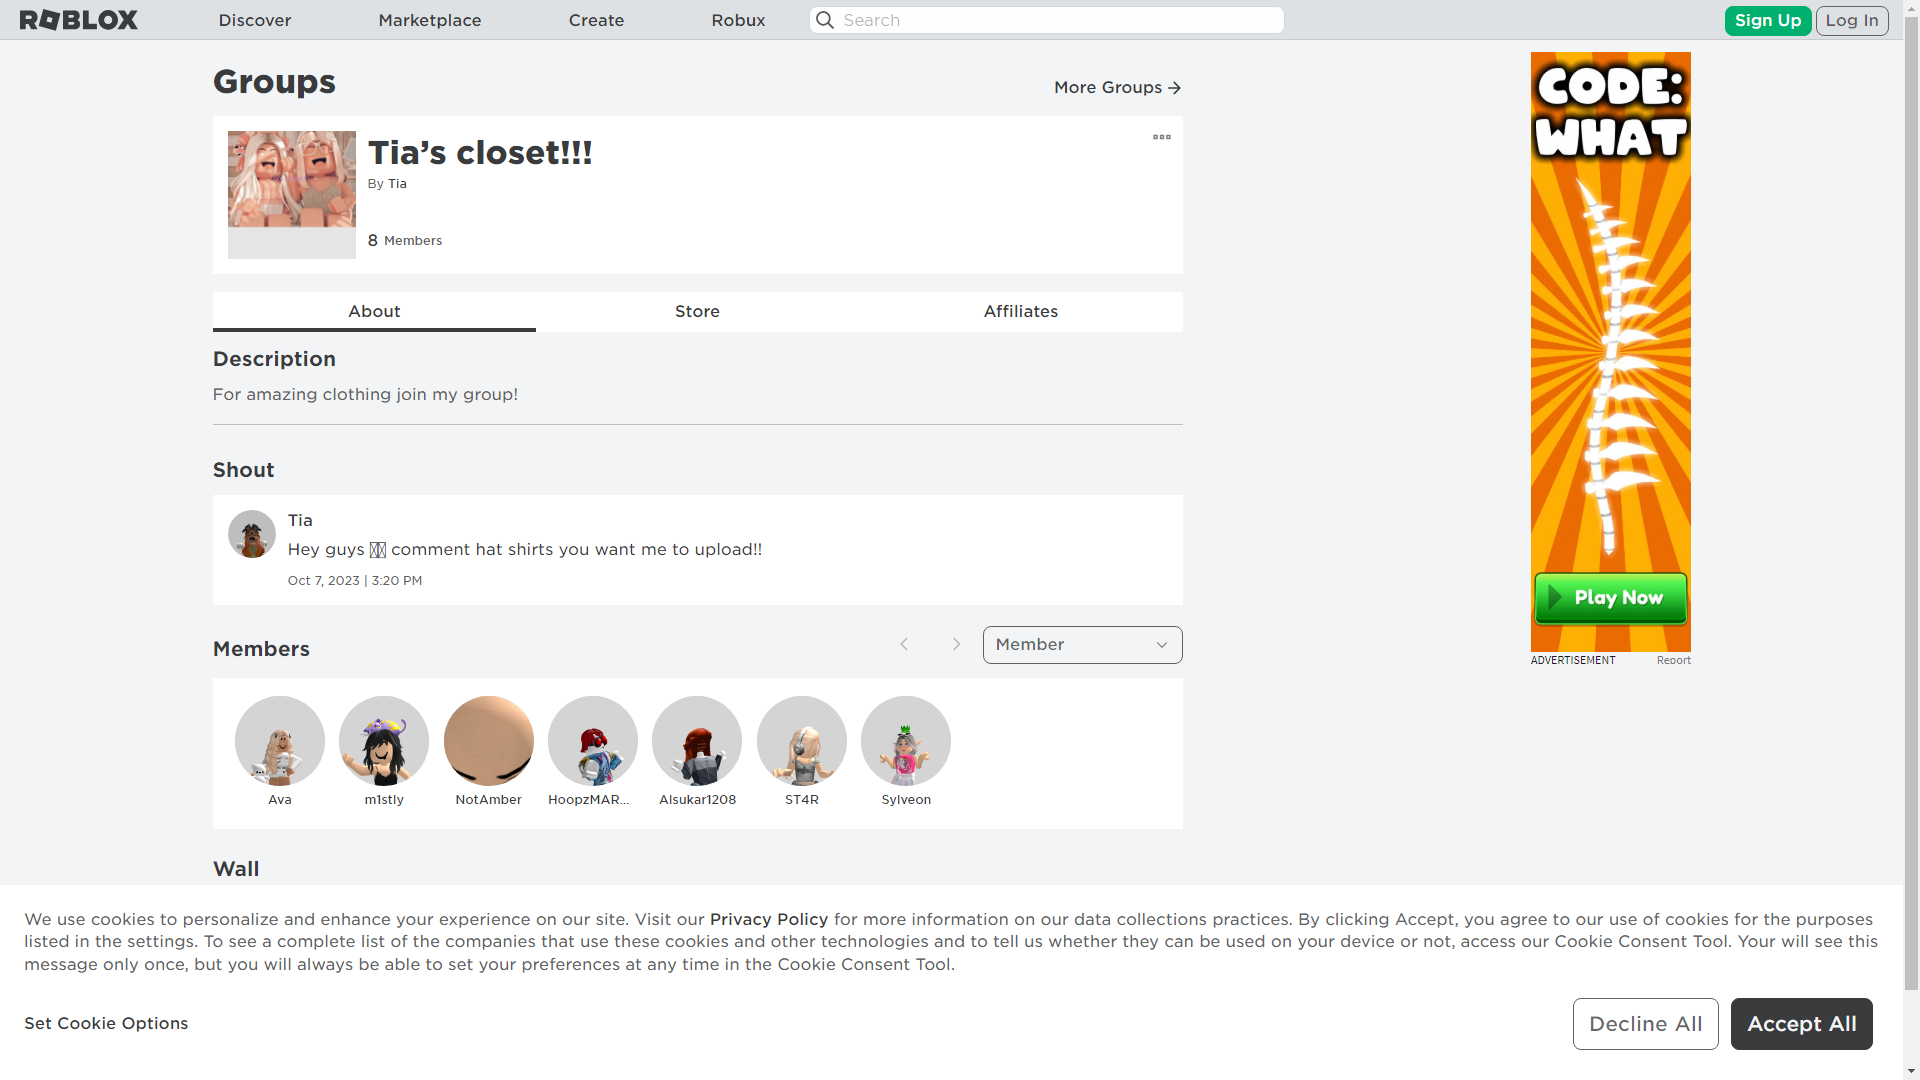 ROBLOX
Discover
Marketplace
Create
Robux
Search
Sign Up
Log In
Groups
More Groups
Tia’s closet!!!
By Tia
8 Members
About
Store
Affiliates
Description
For amazing clothing join my group!
Shout
Tia
Hey guys comment hat shirts you want me to upload!!
Oct 7, 2023 | 3:20 PM
Members
Member
Ava
m1stly
NotAmber
HoopzMAR...
Alsukar1208
ST4R
Sylveon
Wall
CODE:
WHAT
Play Now
ADVERTISEMENT
Report
We use cookies to personalize and enhance your experience on our site. Visit our Privacy Policy for more information on our data collections practices. By clicking Accept, you agree to our use of cookies for the purposes
listed in the settings. To see a complete list of the companies that use these cookies and other technologies and to tell us whether they can be used on your device or not, access our Cookie Consent Tool. Your will see this
message only once, but you will always be able to set your preferences at any time in the Cookie Consent Tool.
Set Cookie Options
Decline All
Accept All